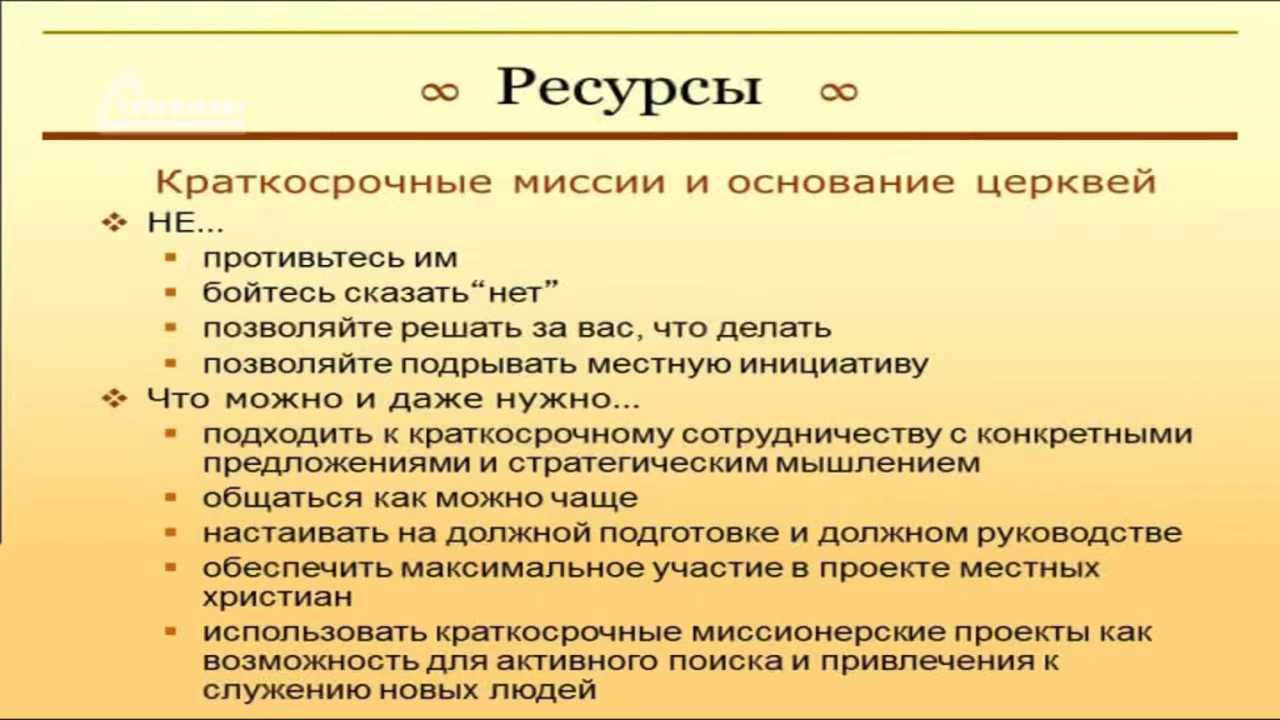 ∞ Ресурсы ∞
Краткосрочные миссии и основание церквей
❖ НЕ...
▪ противьтесь им
▪ бойтесь сказать“нет”
▪ позволяйте решать за вас, что делать
▪ позволяйте подрывать местную инициативу
❖ Что можно и даже нужно...
▪ подходить к краткосрочному сотрудничеству с конкретными
предложениями и стратегическим мышлением
▪ общаться как можно чаще
▪ настаивать на должной подготовке и должном руководстве
▪ обеспечить максимальное участие в проекте местных
христиан
▪ использовать краткосрочные миссионерские проекты как
возможность для активного поиска и привлечения к
служению новых людей